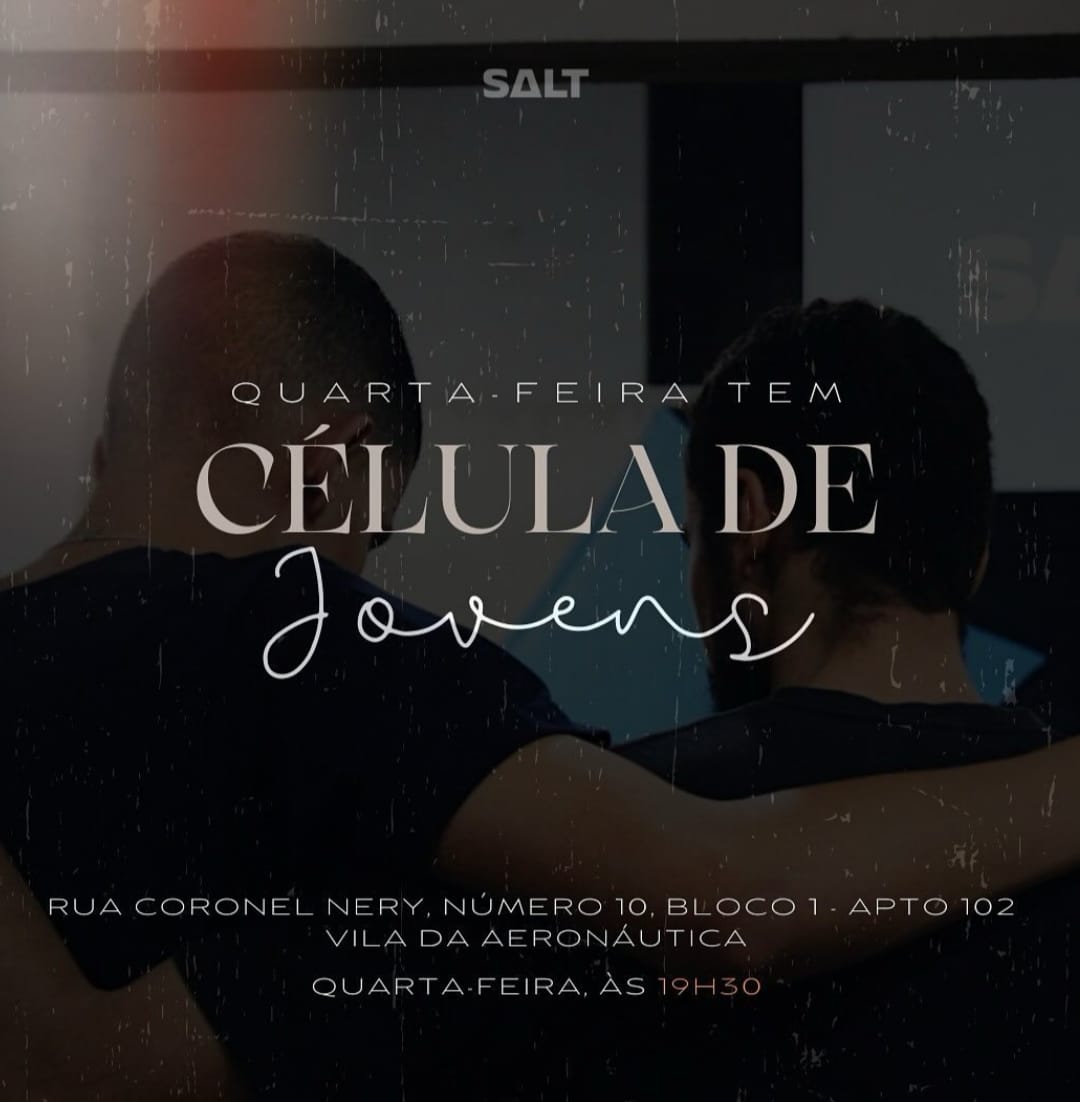 SALT
SA
QUARTA-FEIRA TEM
CÉLULA DE
Jovens
RUA CORONEL NERY, NÚMERO 10, BLOCO 1 - APTO 102
VILA DA AERONÁUTICA
QUARTA-FEIRA, ÀS 19H30